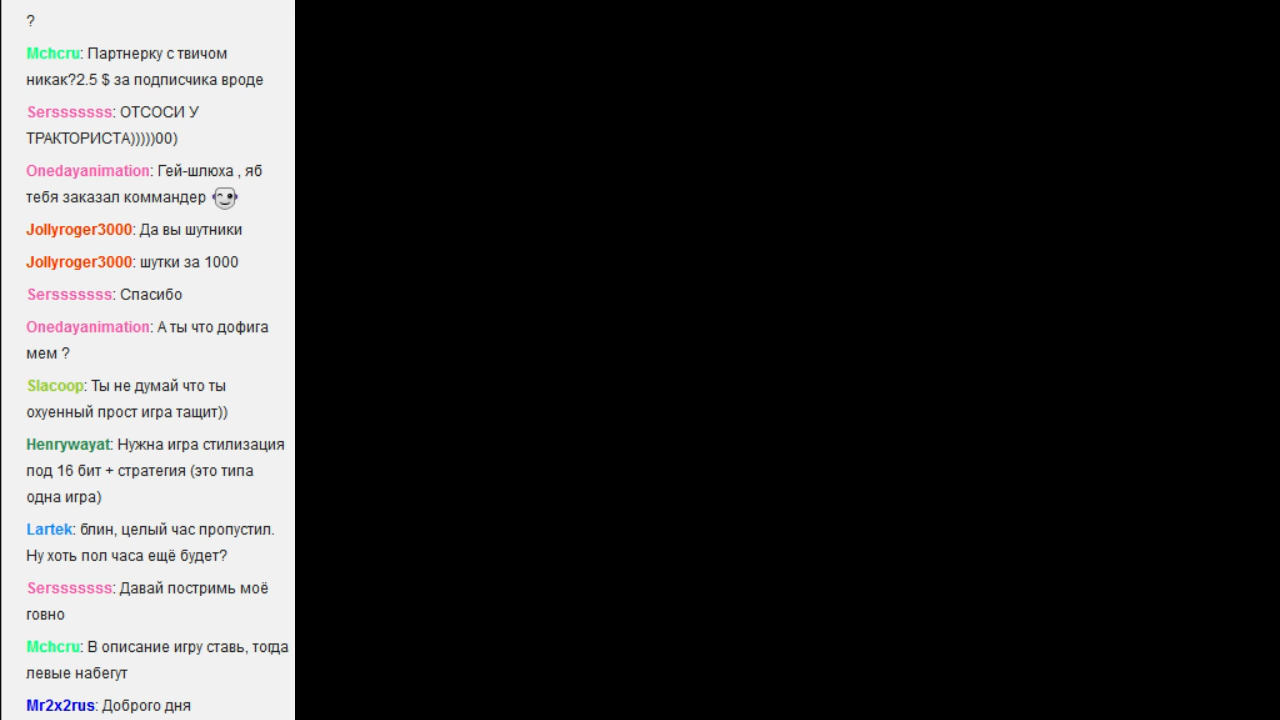 ?
Mchcru: Партнерку с твичом
никак?2.5 $ за подписчика вроде
Sersssssss: ОТСОСИ У
ТРАКТОРИСТА)))))00)
Onedayanimation: Гей-шлюха , яб
тебя заказал коммандер
Jollyroger3000: Да вы шутники
Jollyroger3000: шутки за 1000
Sersssssss: Спасибо
Onedayanimation: А ты что дофига
мем ?
Slacoop: Ты не думай что ты
охуенный прост игра тащит))
Henrywayat: Нужна игра стилизация
под 16 бит + стратегия (это типа
одна игра)
Lartek: блин, целый час пропустил.
Ну хоть пол часа ещё будет?
Sersssssss: Давай постримь моё
говно
Mchcru: В описание игру ставь, тогда
левые набегут
Mr2x2rus: Доброго дня